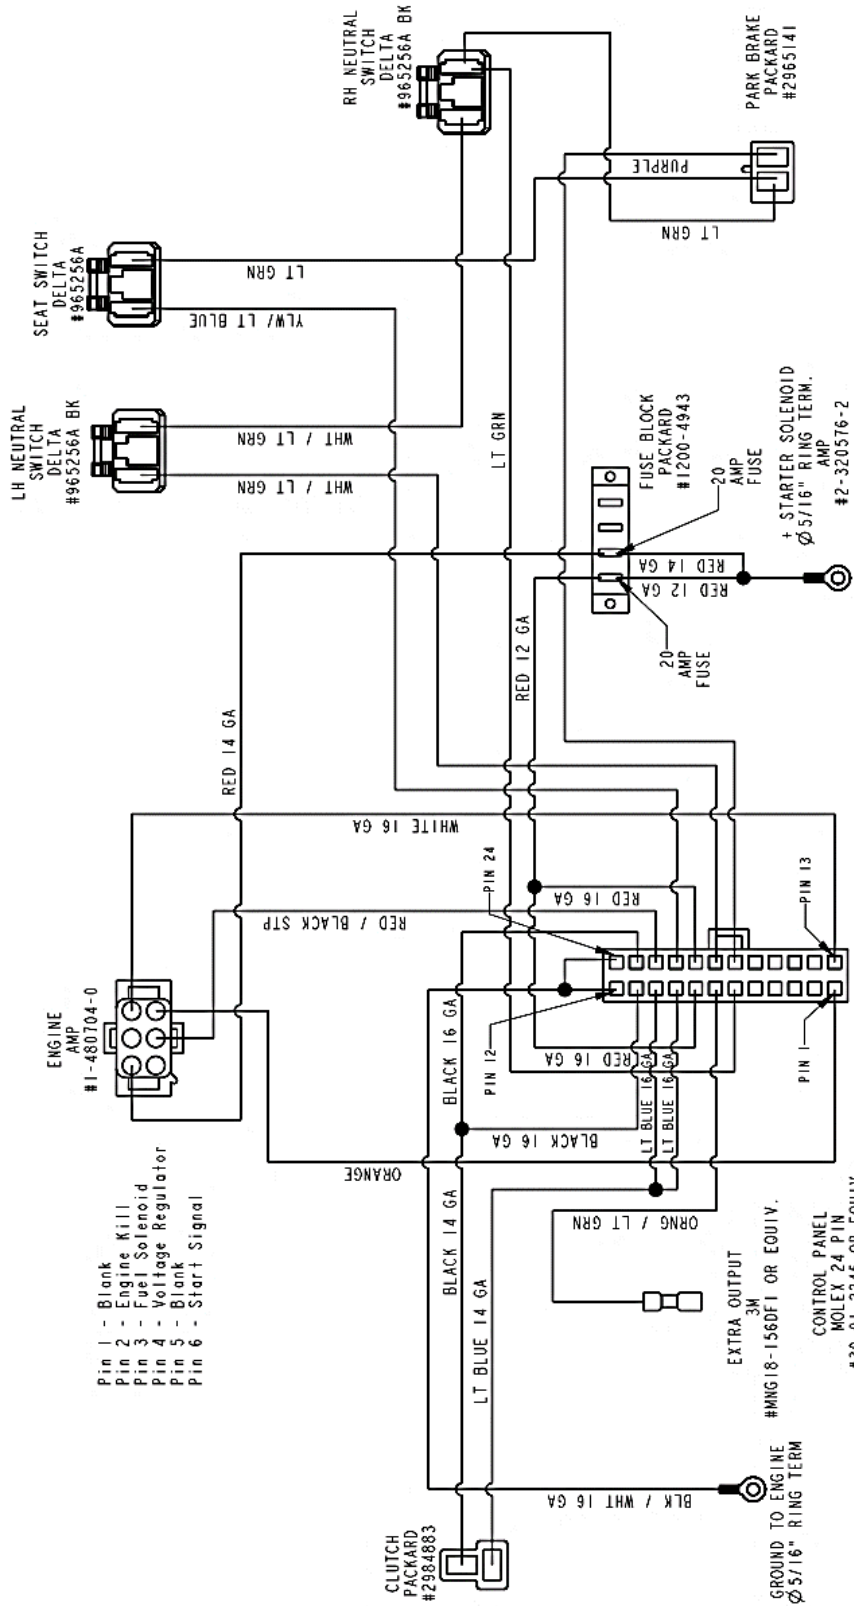 RH NEUTRAL
SWITCH
DELTA
#965256A BK
PARK BRAKE
PACKARD
#2965141
PURPLE
LT GRN
SEAT SWITCH
DELTA
#965256A
LT GRN
YLW/ LT BLUE
LH NEUTRAL
SWITCH
DELTA
#965256A BK
WHT / LT GRN
WHT / LT GRN
LT GRN
FUSE BLOCK
PACKARD
#1200-4943
20
AMP
FUSE
+ STARTER SOLENOID
Ø5/16" RING TERM.
AMP
#2-320576-2
RED 14 GA
RED 12 GA
20
AMP
FUSE
RED 12 GA
RED 14 GA
WHITE 16 GA
RED / BLACK STP
PIN 24
RED 16 GA
PIN 13
ENGINE
AMP
#1-480704-0
BLACK 16 GA
PIN 12
RED 16 GA
PIN 1
BLACK 16 GA
LT BLUE 16 GA
LT BLUE 16 GA
ORANGE
Pin 1 - Blank
Pin 2 - Engine Kill
Pin 3 - Fuel Solenoid
Pin 4 - Voltage Regulator
Pin 5 - Blank
Pin 6 - Start Signal
BLACK 14 GA
LT BLUE 14 GA
ORNG / LT GRN
EXTRA OUTPUT
3M
#MNG18-156DFI OR EQUIV.
CONTROL PANEL
MOLEX 24 PIN
BLK / WHT 16 GA
CLUTCH
PACKARD
#2984883
GROUND TO ENGINE
Ø5/16" RING TERM